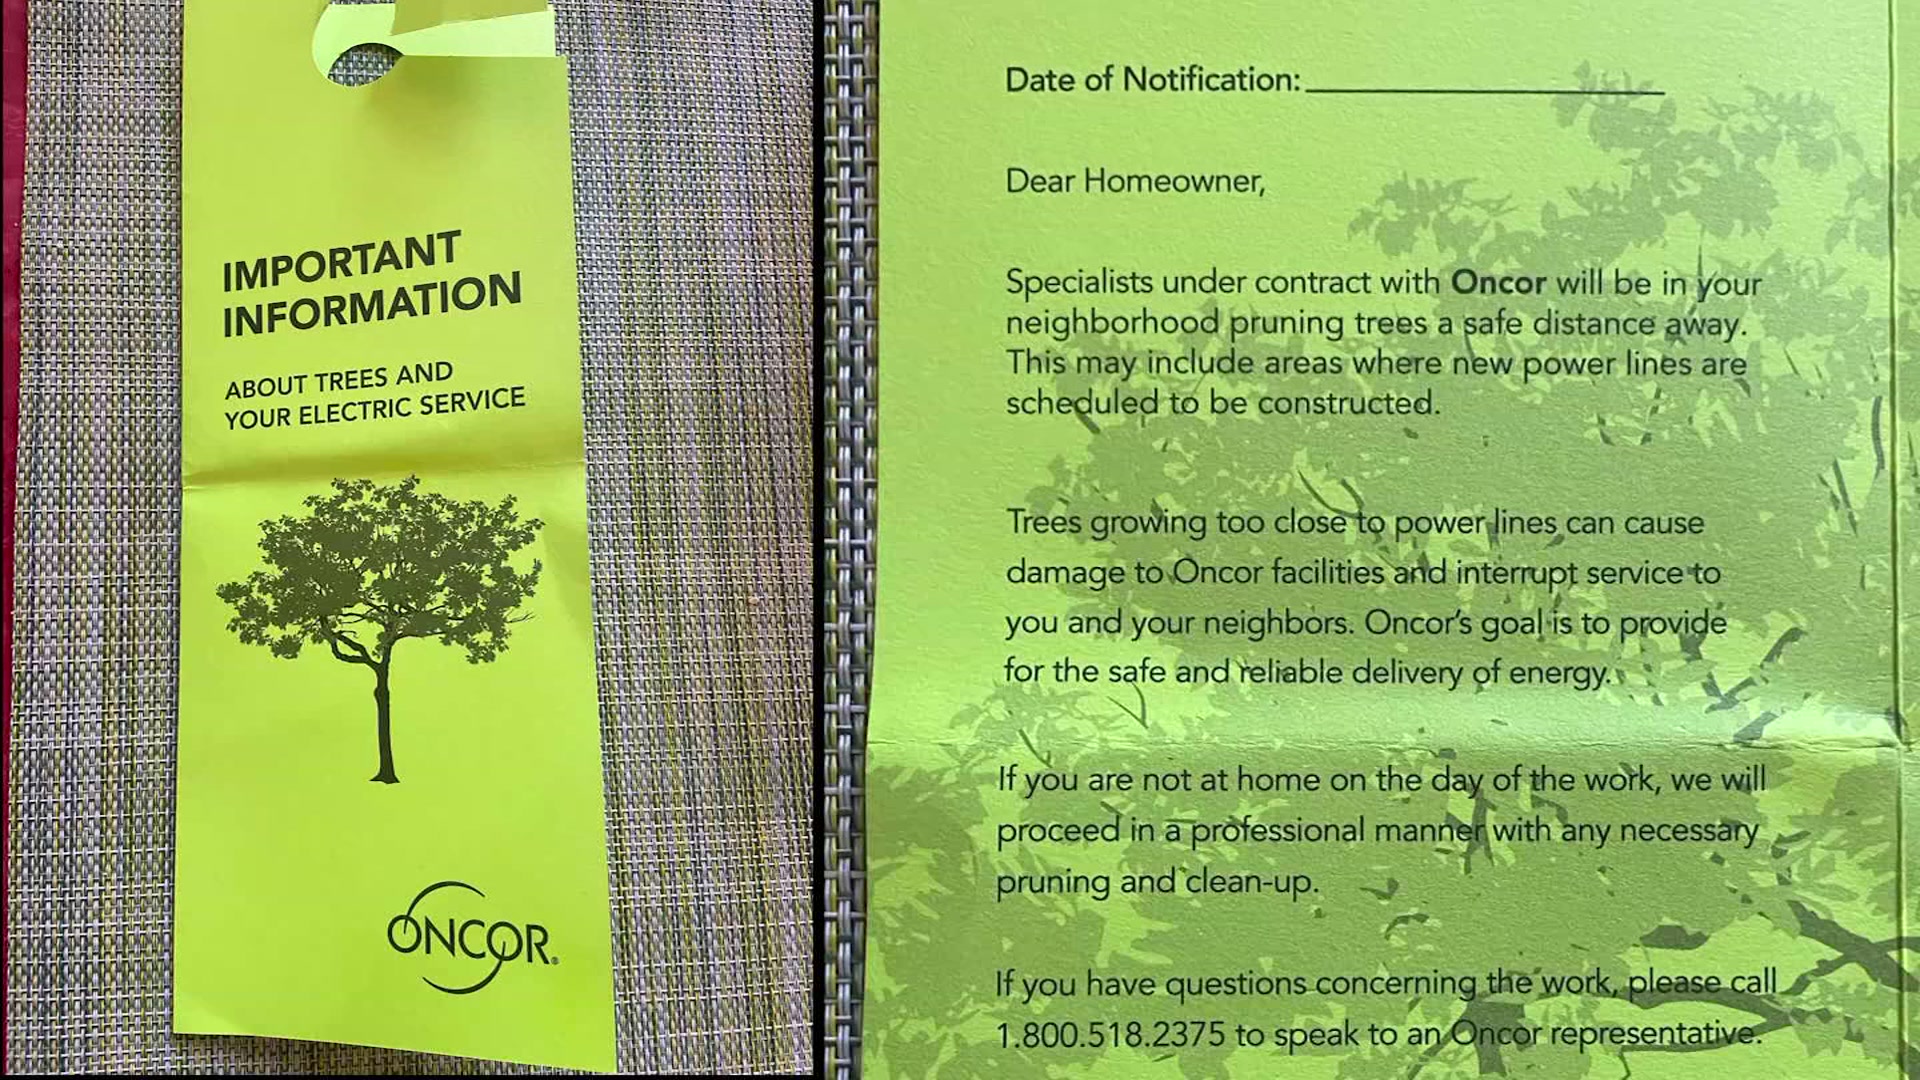 IMPORTANT
INFORMATION
ABOUT TREES AND
YOUR ELECTRIC SERVICE
ONCOR®
Date of Notification:
Dear Homeowner,
Specialists under contract with Oncor will be in your
neighborhood pruning trees a safe distance away.
This may include areas where new power lines are
scheduled to be constructed.
Trees growing too close to power lines can cause
damage to Oncor facilities and interrupt service to
you and your neighbors. Oncor's goal is to provide
for the safe and reliable delivery of energy.
If you are not at home on the day of the work, we will
proceed in a professional manner with any necessary
pruning and clean-up.
If you have questions concerning the work, please call
1.800.518.2375 to speak to an Oncor representative.